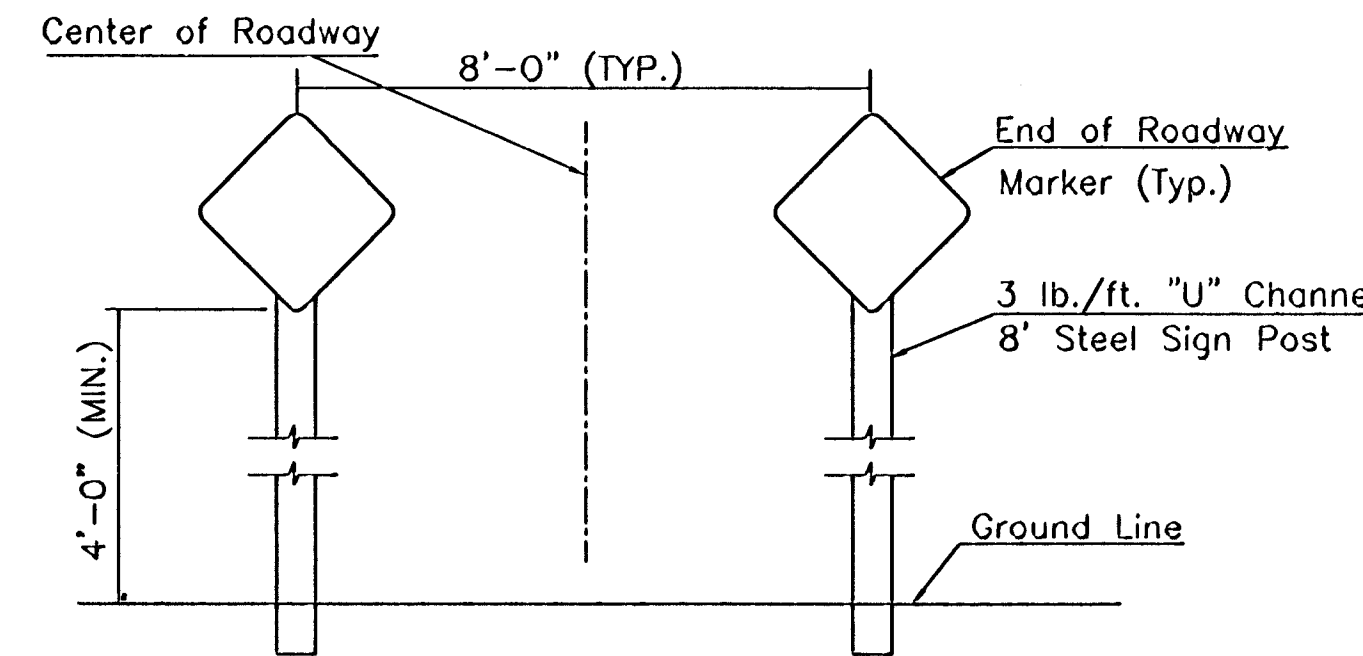 Center of Roadway
8'-0" (TYP.)
End of Roadway
Marker (Typ.)
3 lb./ft. "U" Channe
8' Steel Sign Post
4'-0" (MIN.)
Ground Line